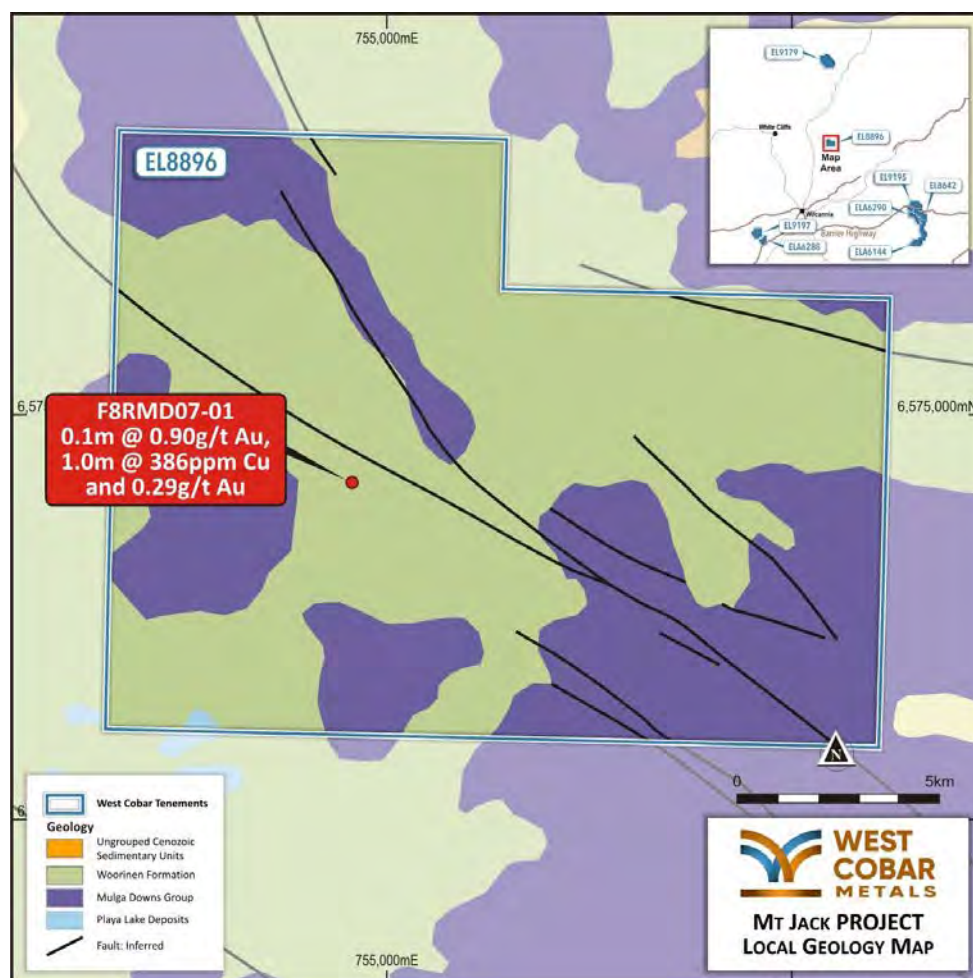 755,000mE
EL8896
EL9179
White Cliffs
EL8896
Map
Area
EL9195
EL8642
ELA6290
Wilcannia
EL9197
Barrier Highway
ELA6288
ELA6144
6,575,000mN
F8RMD07-01
0.1m @ 0.90g/t Au,
1.0m @ 386ppm Cu
and 0.29g/t Au
N
0
5km
West Cobar Tenements
Geology
Ungrouped Cenozoic
Sedimentary Units
Woorinen Formation
Mulga Downs Group
Playa Lake Deposits
Fault: Inferred
WEST
COBAR
METALS
MT JACK PROJECT
LOCAL GEOLOGY MAP
755,000mE